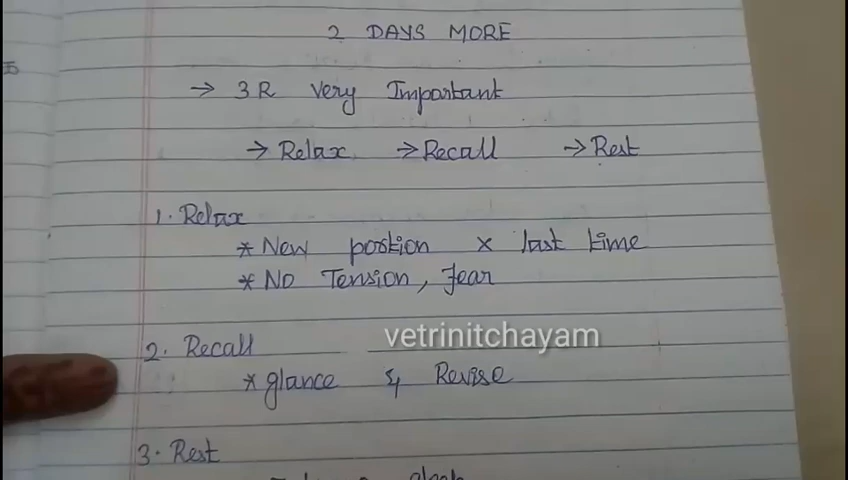 2 DAYS MORE
→ 3R very Important
→ Relax → Recall → Rest
1. Relax
* New portion × last time
* No Tension, Fear
vetrinitchayam
2. Recall
* glance & Revise
3. Rest